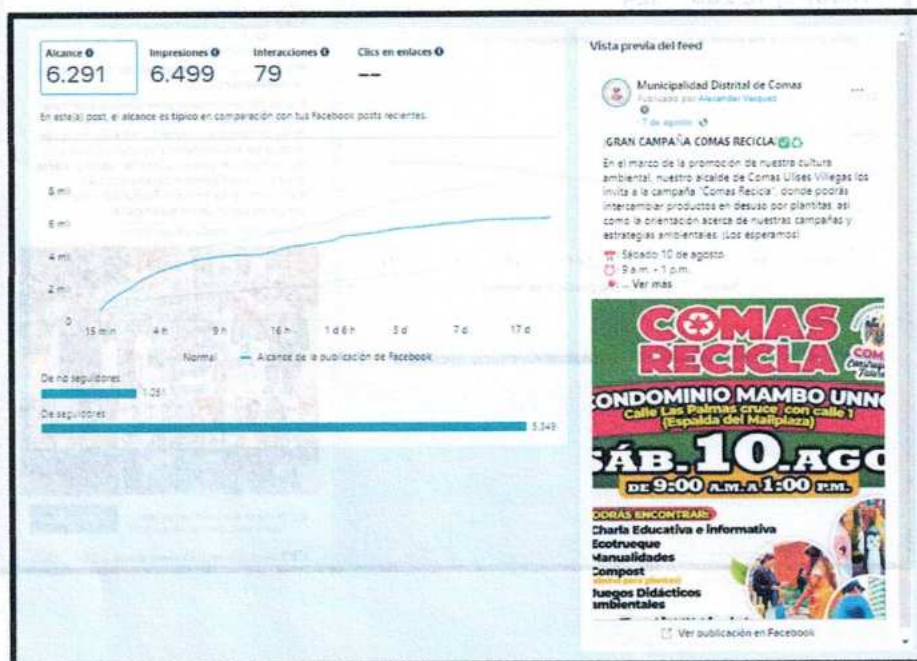 Alcance
6.291
Impresiones
6.499
Interacciones
79
Clics en enlaces
--
En este(a) post, el alcance es típico en comparación con tus Facebook posts recientes.
8 mil
6 mil
4 mil
2 mil
0
15 min 4 h 9 h 16 h 1 d 6 h 3 d 7 d 17 d
Normal Alcance de la publicación de Facebook
De no seguidores
De seguidores
5.349
Vista previa del feed
Municipalidad Distrital de Comas
Publicado por Alexander Vasquez
7 de agosto
¡GRAN CAMPAÑA COMAS RECICLA!
En el marco de la promoción de nuestra cultura
ambiental, nuestro alcalde de Comas Ulises Villegas los
invita a la campaña "Comas Recicla", donde podrás
intercambiar productos en desuso por plantitas, así
como la orientación acerca de nuestras campañas y
estrategias ambientales. ¡Los esperamos!
Sábado 10 de agosto
9 a.m. - 1 p.m.
... Ver más
COMAS
RECICLA
COM
CONDOMINIO MAMBO UNNO
Calle Las Palmas cruce con calle 1
(Espalda del Mallplaza)
SÁB. 10. AGO
DE 9:00 A.M. A 1:00 P.M.
PODRÁS ENCONTRAR:
Charla Educativa e informativa
Ecotrueque
Manualidades
Compost
(abono para plantas)
Juegos Didácticos
ambientales
Ver publicación en Facebook